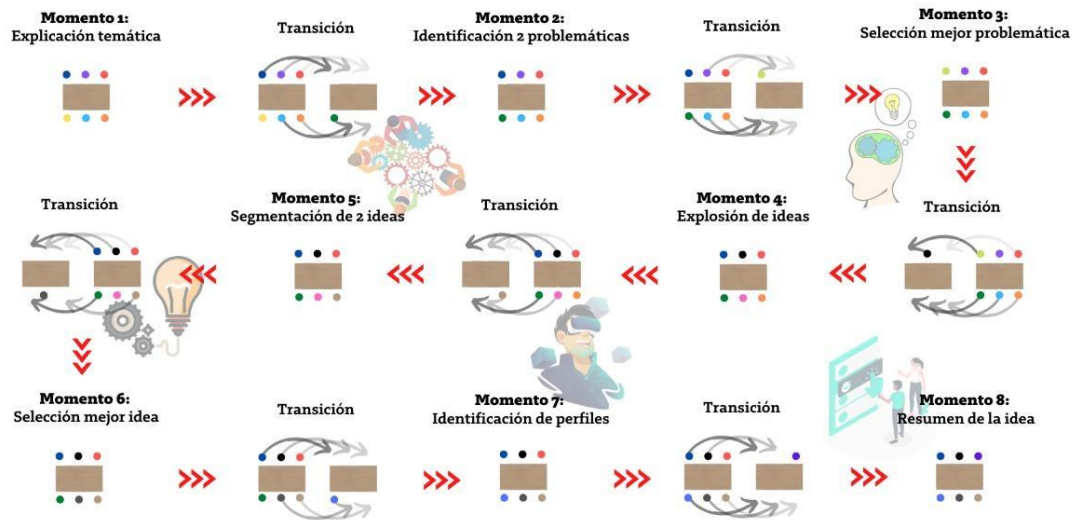 Momento 1:
Explicación temática
Transición
Momento 2:
Identificación 2 problemáticas
Transición
Momento 3:
Selección mejor problemática
Transición
Momento 5:
Segmentación de 2 ideas
Transición
Momento 4:
Explosión de ideas
Transición
Momento 6:
Selección mejor idea
Transición
Momento 7:
Identificación de perfiles
Transición
Momento 8:
Resumen de la idea